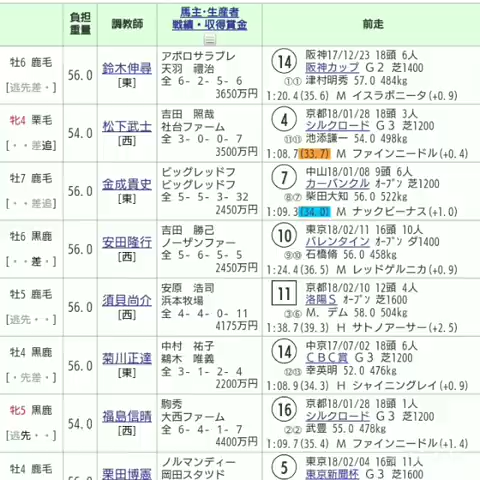 負担
重量
調教師
馬主・生産者
戦績・収得賞金
前走
牡6 鹿毛
[逃先差・]
56.0
鈴木伸尋
[東]
アポロサラブレ
天羽 禮治
全 6 - 2 - 5 - 6
3650万円
14
阪神17/12/23 18頭 6人
阪神カップ G2 芝1400
①① 津村明秀 57.0 484kg
1:20.4 (35.6) M イスラボニータ(+0.9)
牝4 栗毛
[・・差追]
54.0
松下武士
[西]
吉田 照哉
社台ファーム
全 3 - 0 - 0 - 7
3500万円
4
京都18/01/28 18頭 3人
シルクロード G3 芝1200
⑪⑪ 池添謙一 54.0 498kg
1:08.7 (33.7) M ファインニードル(+0.4)
牡7 鹿毛
[・・差追]
56.0
金成貴史
[東]
ビッグレッドフ
ビッグレッドフ
全 5 - 5 - 3 - 32
2450万円
7
中山18/01/08 9頭 6人
カーバンクル オープン 芝1200
⑧⑦ 柴田大知 56.0 522kg
1:09.3 (34.0) M ナックビーナス(+1.0)
牡6 黒鹿
[・・差・]
56.0
安田隆行
[西]
吉田 勝己
ノーザンファー
全 5 - 6 - 5 - 5
2450万円
10
東京18/02/11 16頭 10人
バレンタイン オープン ダ1400
⑨⑩ 石橋脩 56.0 458kg
1:24.4 (36.5) M レッドゲルニカ(+0.9)
牡5 鹿毛
[逃先・・]
56.0
須貝尚介
[西]
安原 浩司
浜本牧場
全 4 - 4 - 0 - 11
4175万円
11
京都18/02/10 12頭 4人
洛陽S オープン 芝1600
③⑥ M. デム 58.0 504kg
1:38.7 (39.3) H サトノアーサー(+2.5)
牡4 黒鹿
[・先差・]
56.0
菊川正達
[東]
中村 祐子
鵜木 唯義
全 3 - 1 - 2 - 4
2200万円
14
中京17/07/02 18頭 6人
CBC賞 G3 芝1200
⑫⑬ 幸英明 52.0 476kg
1:08.9 (34.3) H シャイニングレイ(+0.9)
牝5 黒鹿
[逃先・・]
54.0
福島信晴
[西]
駒秀
大西ファーム
全 6 - 4 - 1 - 7
4400万円
16
京都18/01/28 18頭 1人
シルクロード G3 芝1200
②② 武豊 55.0 478kg
1:09.7 (35.4) M ファインニードル(+1.4)
牡4 鹿毛
栗田博憲
ノルマンディー
岡田スタツド
5
東京18/02/04 16頭 11人
東京新聞杯 G3 芝1600